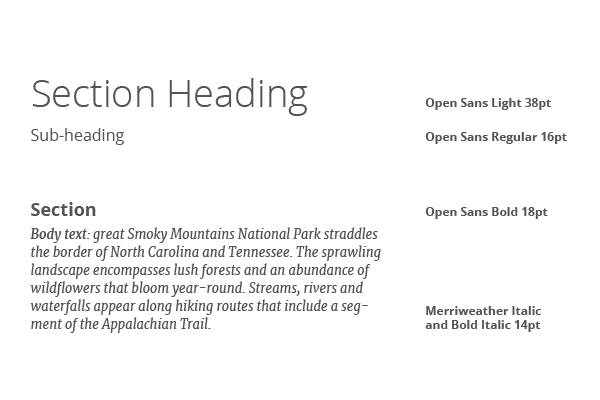 Section Heading
Open Sans Light 38pt
Sub-heading
Open Sans Regular 16pt
Section
Open Sans Bold 18pt
Body text: great Smoky Mountains National Park straddles
the border of North Carolina and Tennessee. The sprawling
landscape encompasses lush forests and an abundance of
wildflowers that bloom year-round. Streams, rivers and
waterfalls appear along hiking routes that include a seg-
ment of the Appalachian Trail.
Merriweather Italic
and Bold Italic 14pt